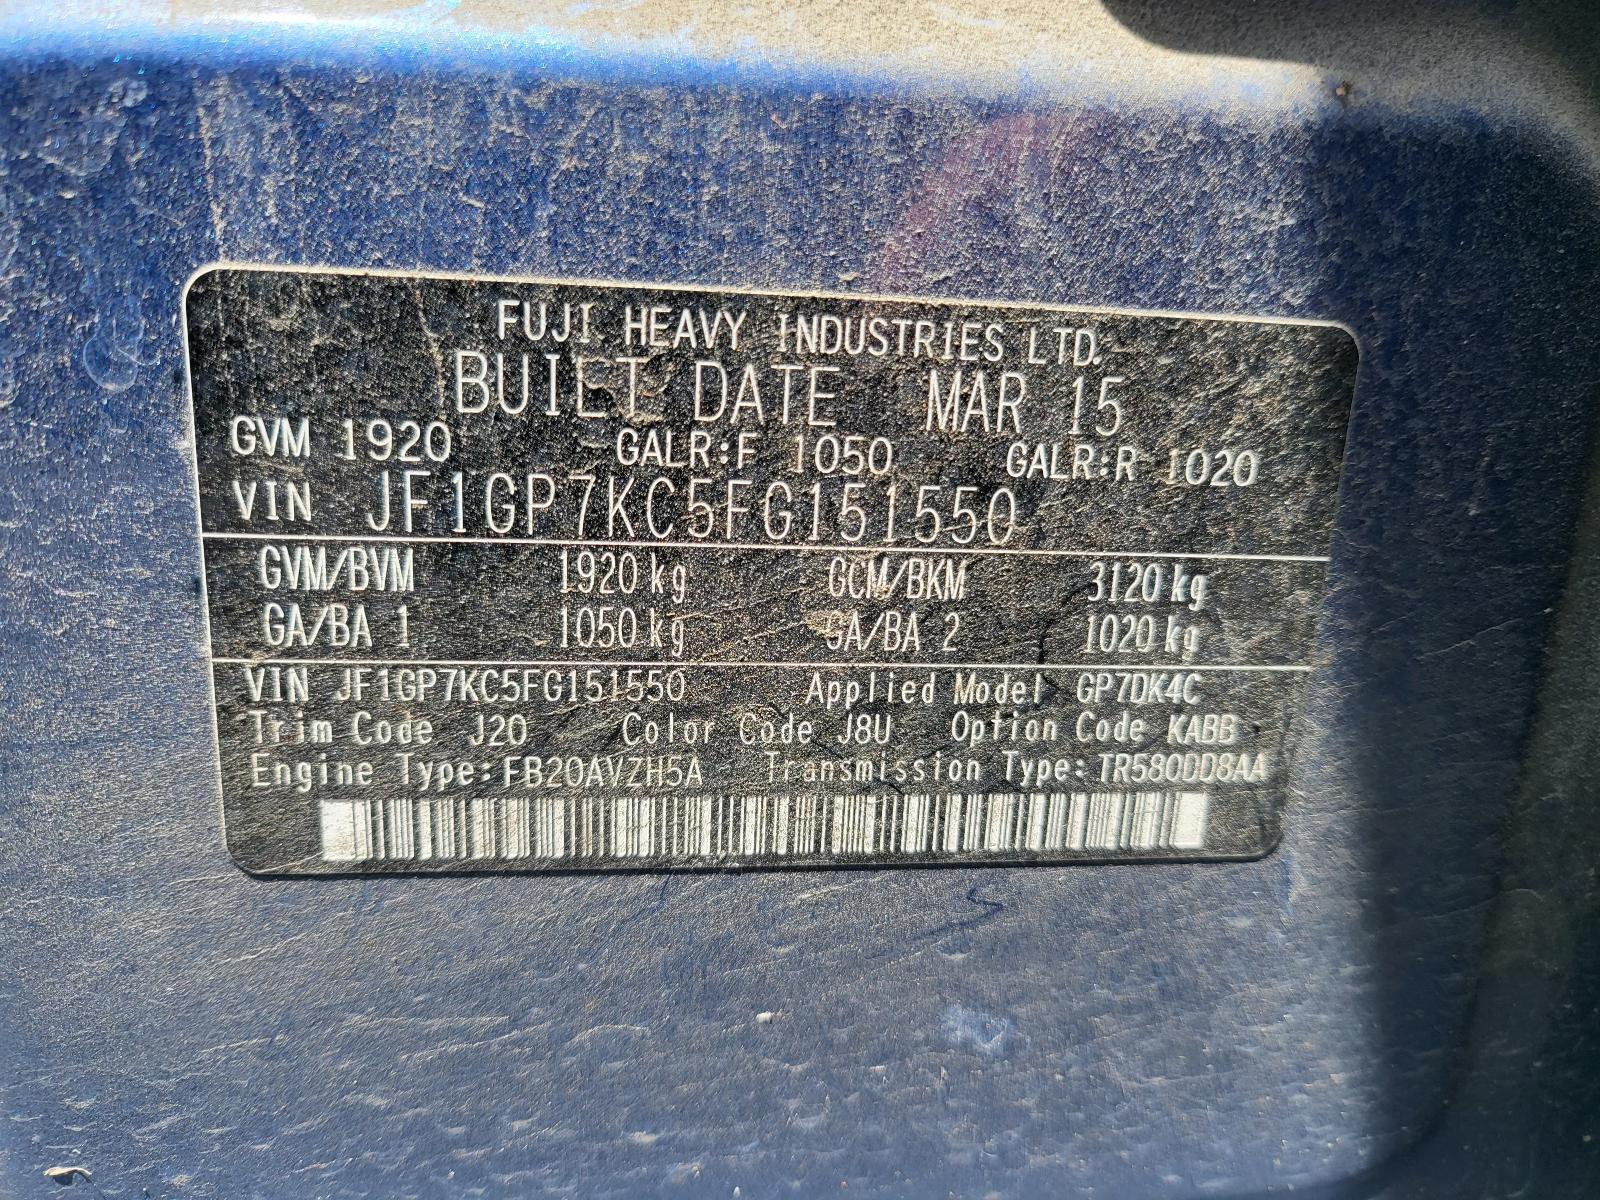 FUJI HEAVY INDUSTRIES LTD.
BUILT DATE MAR 15
GVM 1920 GALR:F 1050 GALR:R 1020
VIN JF1GP7KC5FG151550
GVM/BVM 1920 kg GCM/BKM 3120 kg
GA/BA 1 1050 kg GA/BA 2 1020 kg
VIN JF1GP7KC5FG151550 Applied Model GP7DK4C
Trim Code J20 Color Code J8U Option Code KABB
Engine Type: FB20AVZH5A Transmission Type: TR580DD8AA